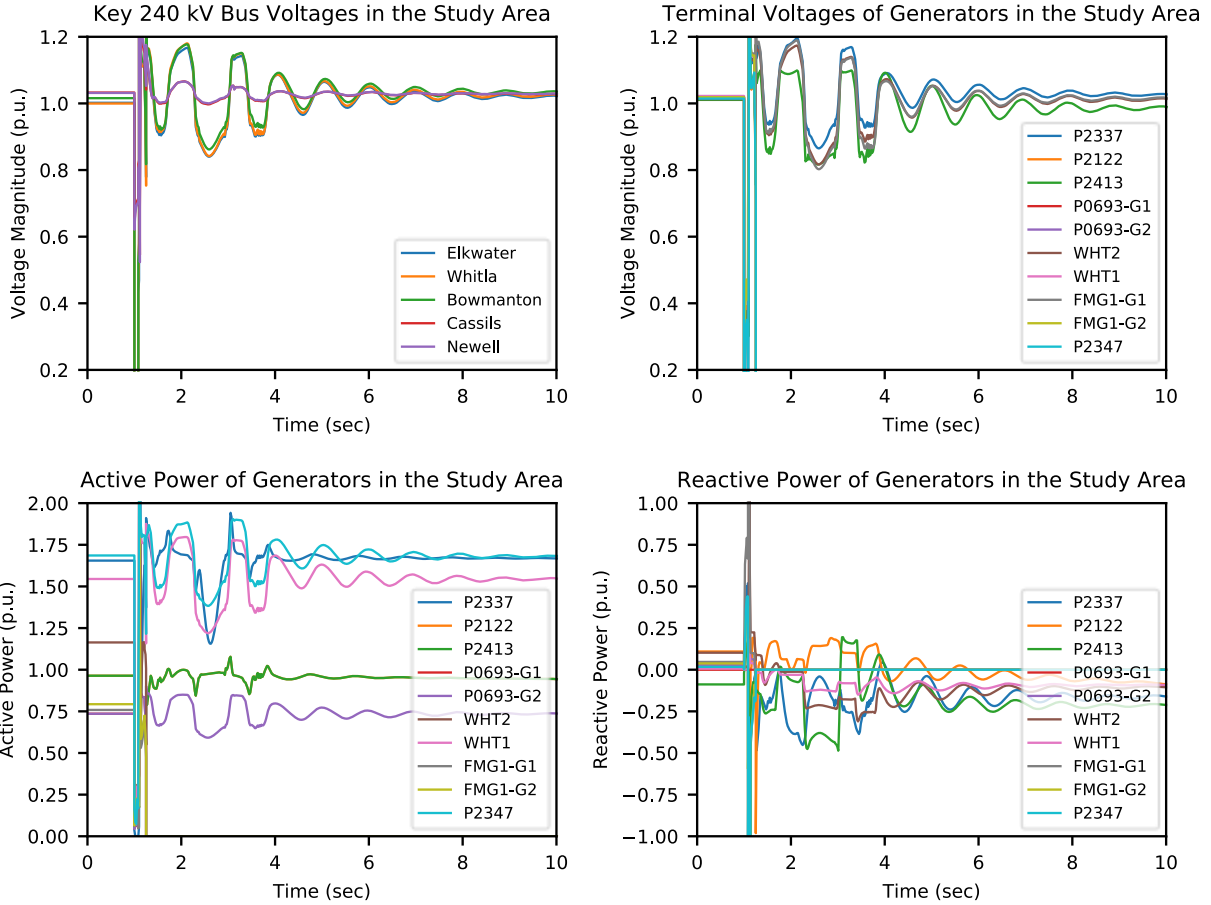 Key 240 kV Bus Voltages in the Study Area
Voltage Magnitude (p.u.)
1.2
1.0
0.8
0.6
0.4
0.2
0
2
4
6
8
10
Time (sec)
Elkwater
Whitla
Bowmanton
Cassils
Newell
Terminal Voltages of Generators in the Study Area
Voltage Magnitude (p.u.)
1.2
1.0
0.8
0.6
0.4
0.2
0
2
4
6
8
10
Time (sec)
P2337
P2122
P2413
P0693-G1
P0693-G2
WHT2
WHT1
FMG1-G1
FMG1-G2
P2347
Active Power of Generators in the Study Area
Active Power (p.u.)
2.00
1.75
1.50
1.25
1.00
0.75
0.50
0.25
0.00
0
2
4
6
8
10
Time (sec)
P2337
P2122
P2413
P0693-G1
P0693-G2
WHT2
WHT1
FMG1-G1
FMG1-G2
P2347
Reactive Power of Generators in the Study Area
Reactive Power (p.u.)
1.00
0.75
0.50
0.25
0.00
−0.25
−0.50
−0.75
−1.00
0
2
4
6
8
10
Time (sec)
P2337
P2122
P2413
P0693-G1
P0693-G2
WHT2
WHT1
FMG1-G1
FMG1-G2
P2347